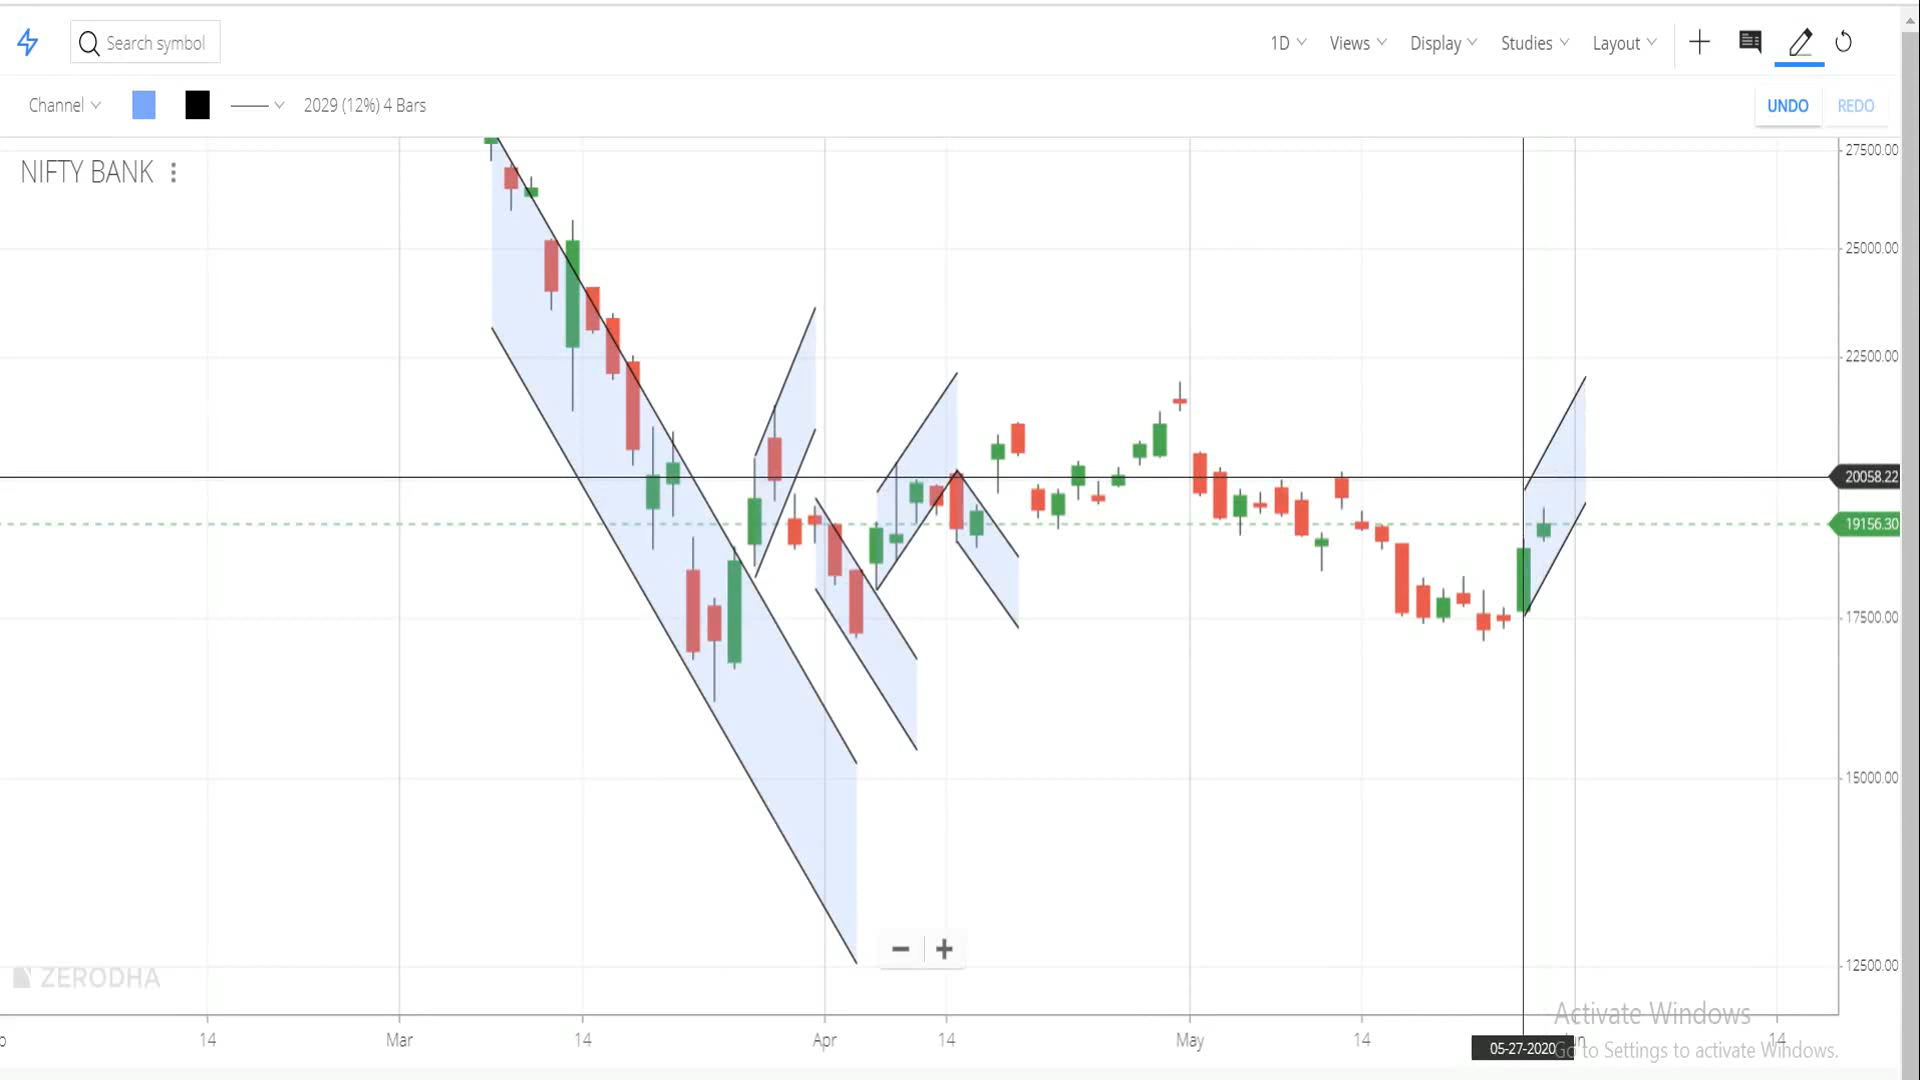 Search symbol
1D
Views
Display
Studies
Layout
Channel
2029 (12%) 4 Bars
UNDO
REDO
NIFTY BANK
27500.00
25000.00
22500.00
20058.22
19156.30
17500.00
15000.00
12500.00
ZERODHA
Activate Windows
Go to Settings to activate Windows.
14
Mar
14
Apr
14
May
14
05-27-2020
14